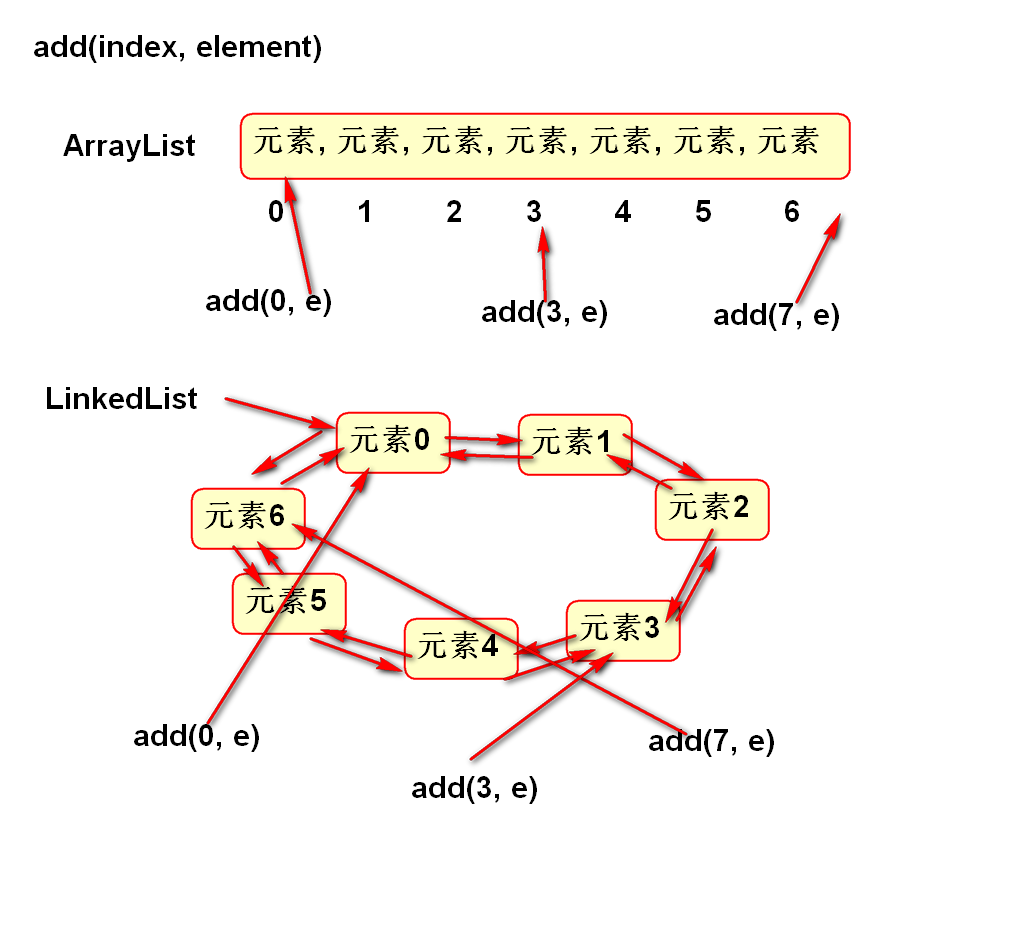 add(index, element)
ArrayList
元素, 元素, 元素, 元素, 元素, 元素, 元素
0 1 2 3 4 5 6
add(0, e)
add(3, e)
add(7, e)
LinkedList
元素0
元素1
元素2
元素6
元素5
元素3
元素4
add(0, e)
add(7, e)
add(3, e)